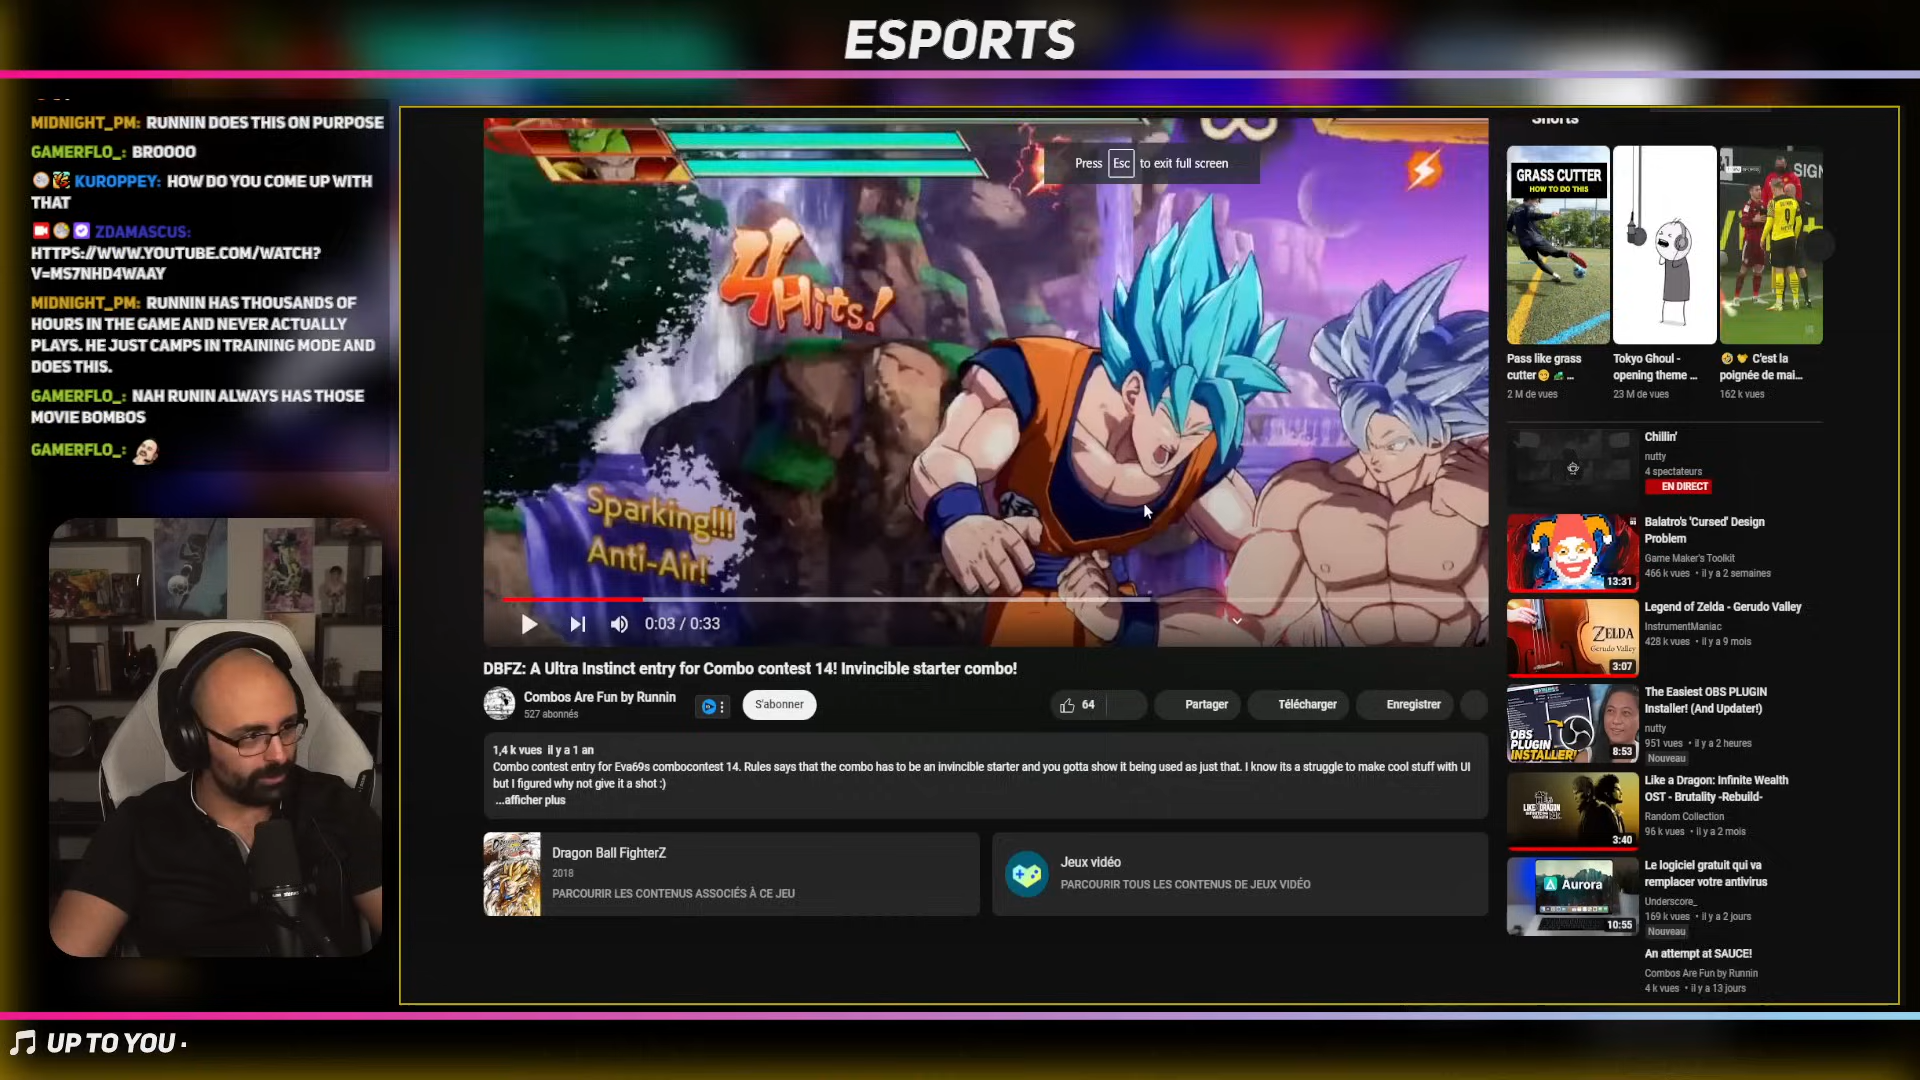 ESPORTS
MIDNIGHT_PM: RUNNIN DOES THIS ON PURPOSE
GAMERFLO_: BROOOO
KUROPPEY: HOW DO YOU COME UP WITH
THAT
ZDAMASCUS:
HTTPS://WWW.YOUTUBE.COM/WATCH?
V=MS7NHD4WAAY
MIDNIGHT_PM: RUNNIN HAS THOUSANDS OF
HOURS IN THE GAME AND NEVER ACTUALLY
PLAYS. HE JUST CAMPS IN TRAINING MODE AND
DOES THIS.
GAMERFLO_: NAH RUNIN ALWAYS HAS THOSE
MOVIE BOMBOS
GAMERFLO_:
Press Esc to exit full screen
4 Hits!
Sparking!!!
Anti-Air!
0:03 / 0:33
DBFZ: A Ultra Instinct entry for Combo contest 14! Invincible starter combo!
Combos Are Fun by Runnin
527 abonnés
S'abonner
64
Partager
Télécharger
Enregistrer
1,4 k vues il y a 1 an
Combo contest entry for Eva69s combocontest 14. Rules says that the combo has to be an invincible starter and you gotta show it being used as just that. I know its a struggle to make cool stuff with UI
but I figured why not give it a shot :)
...afficher plus
Dragon Ball FighterZ
2018
PARCOURIR LES CONTENUS ASSOCIÉS À CE JEU
Jeux vidéo
PARCOURIR TOUS LES CONTENUS DE JEUX VIDÉO
Shorts
GRASS CUTTER
HOW TO DO THIS
SIGN
9
Pass like grass
cutter ...
2 M de vues
Tokyo Ghoul -
opening theme ...
23 M de vues
C'est la
poignée de mai...
162 k vues
Chillin'
nutty
4 spectateurs
EN DIRECT
Balatro's 'Cursed' Design
Problem
Game Maker's Toolkit
466 k vues • il y a 2 semaines
13:31
Legend of Zelda - Gerudo Valley
InstrumentManiac
428 k vues • il y a 9 mois
ZELDA
Gerudo Valley
3:07
The Easiest OBS PLUGIN
Installer! (And Updater!)
nutty
951 vues • il y a 2 heures
Nouveau
OBS
PLUGIN
INSTALLER!
8:53
Like a Dragon: Infinite Wealth
OST - Brutality -Rebuild-
Random Collection
96 k vues • il y a 2 mois
LIKE A DRAGON
3:40
Le logiciel gratuit qui va
remplacer votre antivirus
Underscore_
169 k vues • il y a 2 jours
Nouveau
Aurora
10:55
An attempt at SAUCE!
Combos Are Fun by Runnin
4 k vues • il y a 13 jours
UP TO YOU •